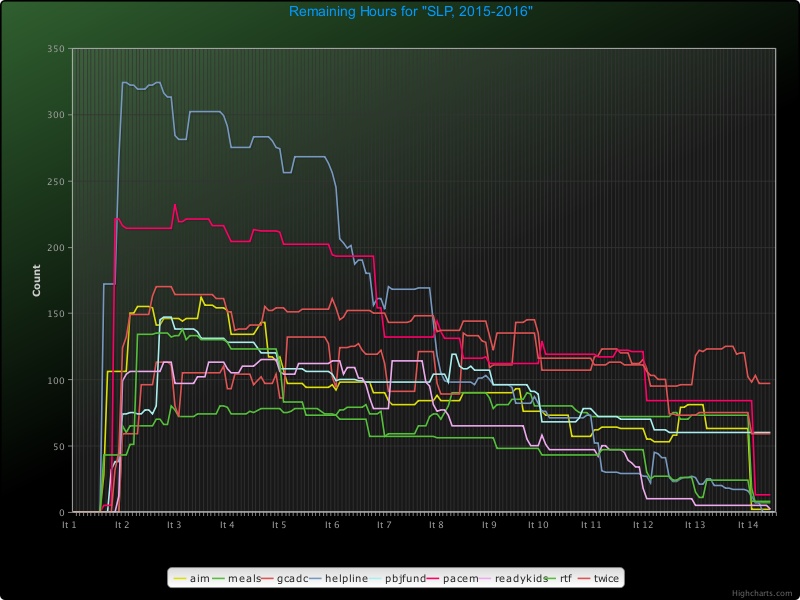 Remaining Hours for "SLP, 2015-2016"
350
300
250
200
150
100
50
0
Count
It 1 It 2 It 3 It 4 It 5 It 6 It 7 It 8 It 9 It 10 It 11 It 12 It 13 It 14
aim meals gcadc helpline pbjfund pacem readykids rtf twice
Highcharts.com